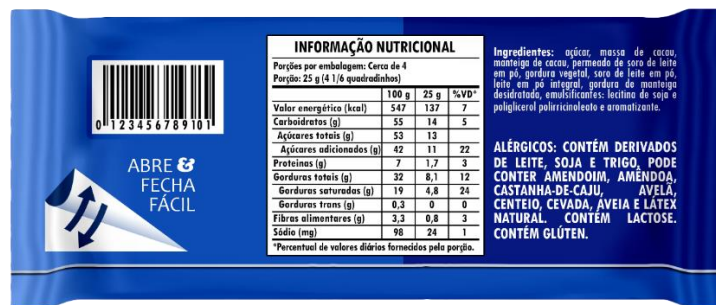 0 123456789101
ABRE &
FECHA
FÁCIL
INFORMAÇÃO NUTRICIONAL
Porções por embalagem: Cerca de 4
Porção: 25 g (4 1/6 quadradinhos)
100 g 25 g %VD*
Valor energético (kcal) 547 137 7
Carboidratos (g) 55 14 5
Açúcares totais (g) 53 13
Açúcares adicionados (g) 42 11 22
Proteínas (g) 7 1,7 3
Gorduras totais (g) 32 8,1 12
Gorduras saturadas (g) 19 4,8 24
Gorduras trans (g) 0,3 0 0
Fibras alimentares (g) 3,3 0,8 3
Sódio (mg) 98 24 1
*Percentual de valores diários fornecidos pela porção.
Ingredientes: açúcar, massa de cacau,
manteiga de cacau, permeado de soro de leite
em pó, gordura vegetal, soro de leite em pó,
leite em pó integral, gordura de manteiga
desidratada, emulsificantes: lecitina de soja e
poliglicerol polirricinoleato e aromatizante.
ALÉRGICOS: CONTÉM DERIVADOS
DE LEITE, SOJA E TRIGO. PODE
CONTER AMENDOIM, AMÊNDOA,
CASTANHA-DE-CAJU, AVELÃ,
CENTEIO, CEVADA, AVEIA E LÁTEX
NATURAL. CONTÉM LACTOSE.
CONTÉM GLÚTEN.